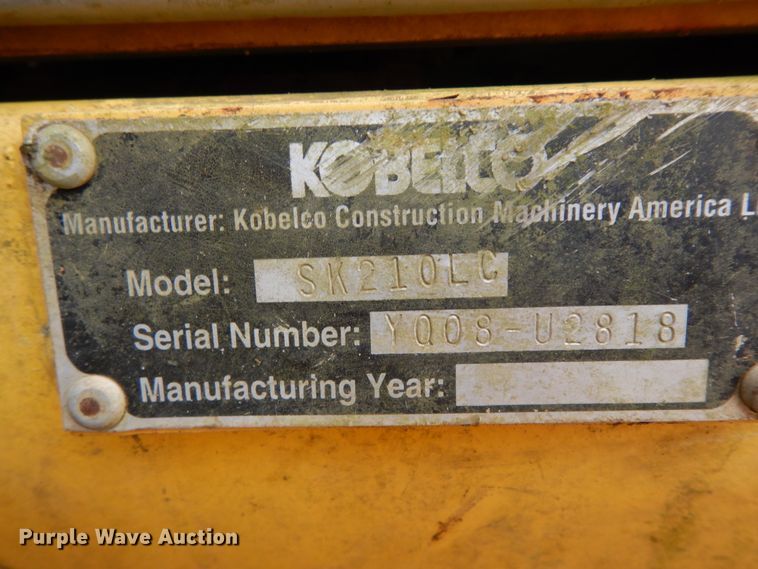 KOBELCO
Manufacturer: Kobelco Construction Machinery America L
Model: SK210LC
Serial Number: YQ08-U2818
Manufacturing Year:
Purple Wave Auction